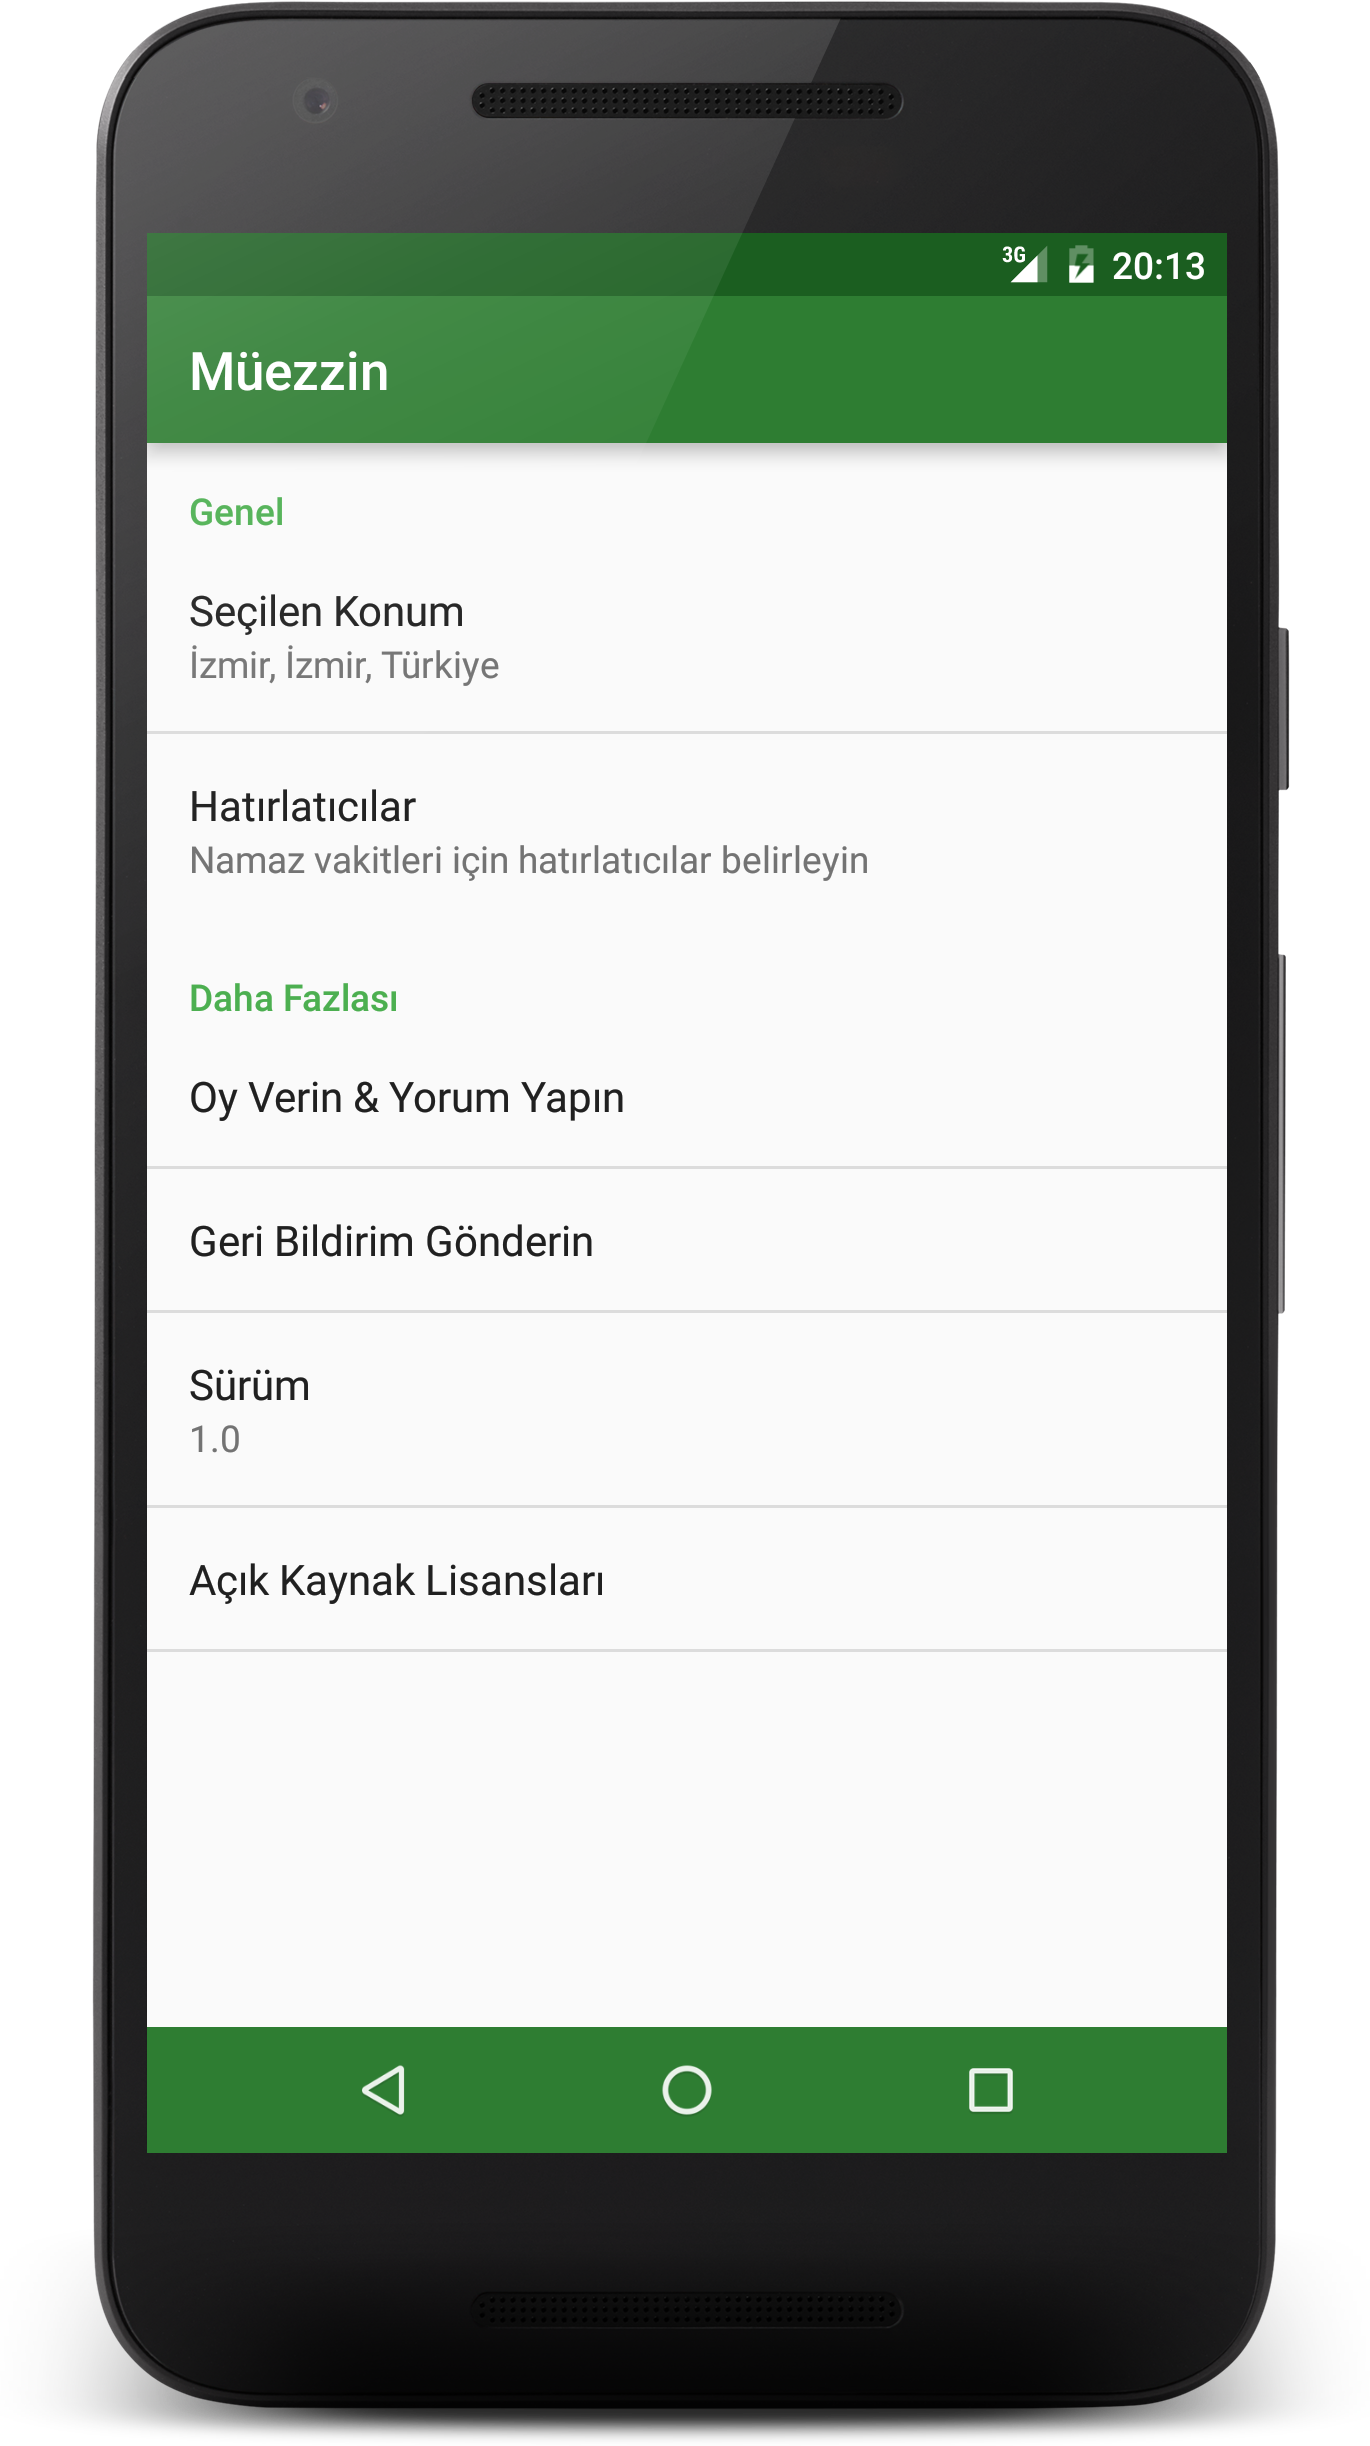 3G 20:13
Müezzin
Genel
Seçilen Konum
İzmir, İzmir, Türkiye
Hatırlatıcılar
Namaz vakitleri için hatırlatıcılar belirleyin
Daha Fazlası
Oy Verin & Yorum Yapın
Geri Bildirim Gönderin
Sürüm
1.0
Açık Kaynak Lisansları